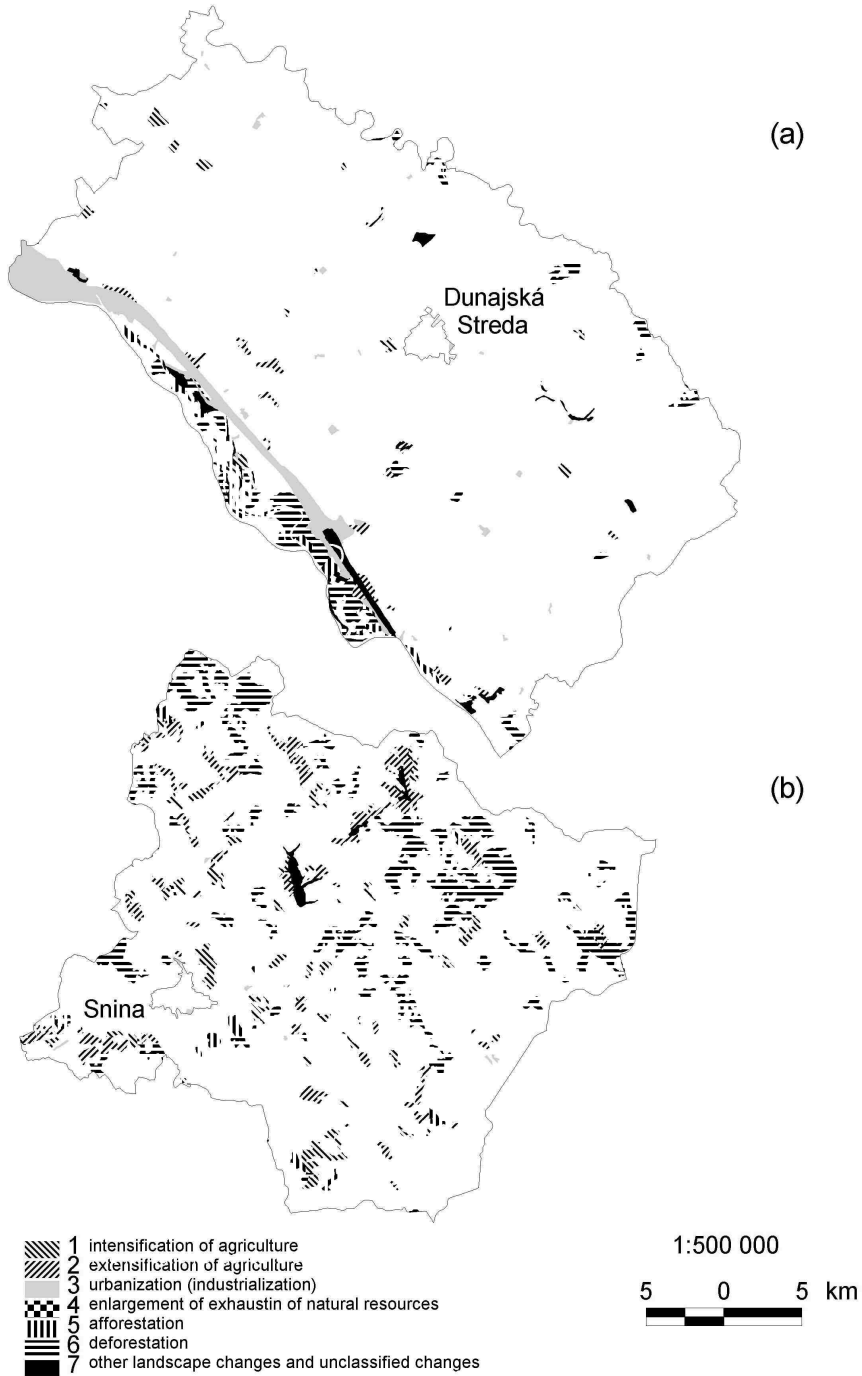 (a)
Dunajská
Streda
(b)
Snina
1 intensification of agriculture
2 extensification of agriculture
3 urbanization (industrialization)
4 enlargement of exhaustin of natural resources
5 afforestation
6 deforestation
7 other landscape changes and unclassified changes
1:500 000
5 0 5 km